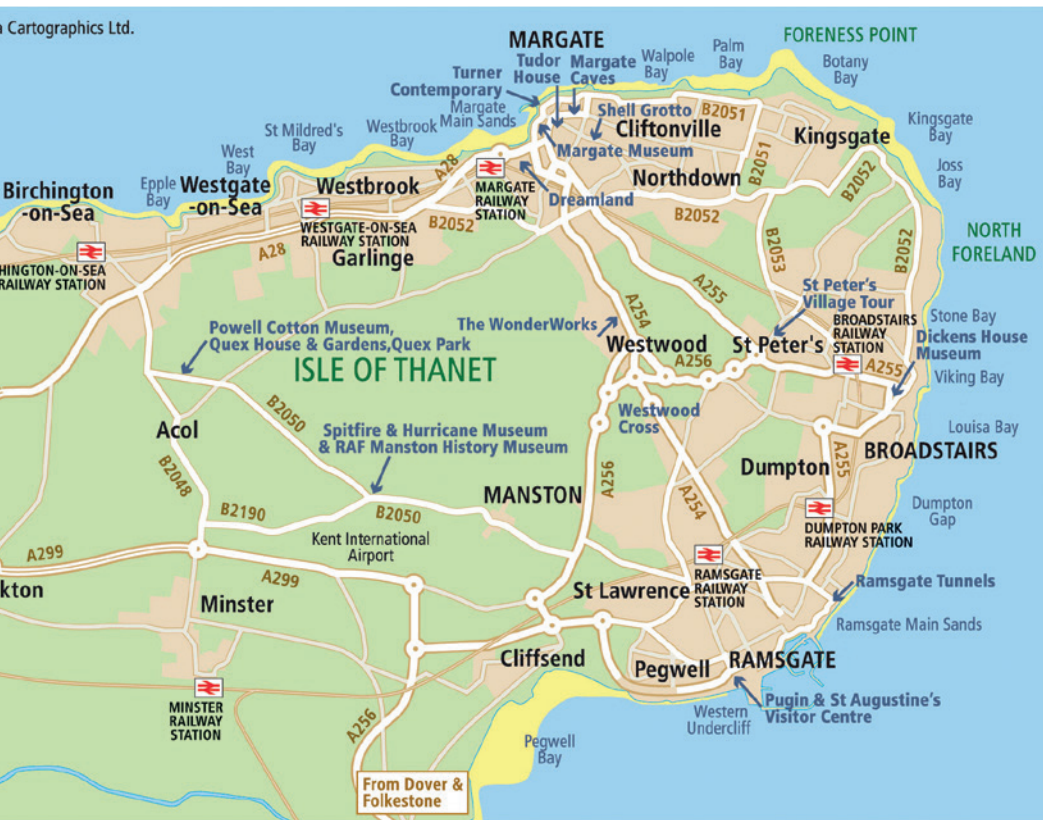 a Cartographics Ltd.
MARGATE
FORENESS POINT
Turner
Contemporary
Tudor
House
Margate
Caves
Walpole
Bay
Palm
Bay
Botany
Bay
Margate
Main Sands
Shell Grotto
B2051
Cliftonville
Kingsgate
Kingsgate
Bay
St Mildred's
Bay
Westbrook
Bay
West
Bay
Margate Museum
B2051
Joss
Bay
Epple
Bay
Birchington
-on-Sea
Westgate
-on-Sea
Westbrook
A28
MARGATE
RAILWAY
STATION
Northdown
Dreamland
B2052
B2052
B2052
B2052
WESTGATE-ON-SEA
RAILWAY STATION
Garlinge
A28
HINGTON-ON-SEA
RAILWAY STATION
B2053
NORTH
FORELAND
A255
St Peter's
Village Tour
Powell Cotton Museum,
Quex House & Gardens,Quex Park
The WonderWorks
A254
Westwood
St Peter's
BROADSTAIRS
RAILWAY
STATION
Stone Bay
Dickens House
Museum
ISLE OF THANET
A256
A255
Viking Bay
B2050
Westwood
Cross
Louisa Bay
Acol
Spitfire & Hurricane Museum
& RAF Manston History Museum
BROADSTAIRS
A255
Dumpton
B2048
A256
MANSTON
A254
Dumpton
Gap
B2190
B2050
Kent International
Airport
DUMPTON PARK
RAILWAY STATION
A299
A299
kton
Minster
St Lawrence
RAMSGATE
RAILWAY
STATION
Ramsgate Tunnels
Ramsgate Main Sands
Cliffsend
Pegwell
RAMSGATE
MINSTER
RAILWAY
STATION
Pugin & St Augustine's
Visitor Centre
Western
Undercliff
A256
Pegwell
Bay
From Dover &
Folkestone